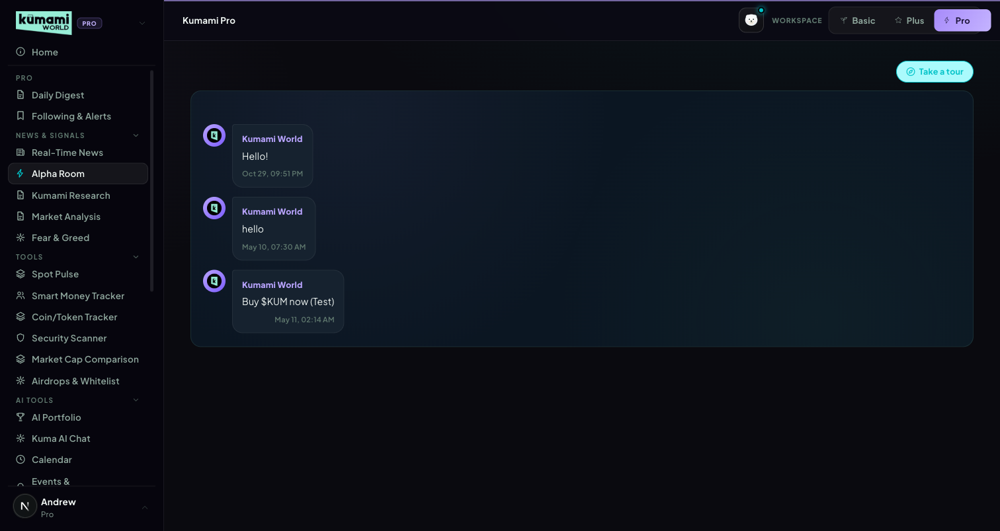 kumami
WORLD
PRO
Home
PRO
Daily Digest
Following & Alerts
NEWS & SIGNALS
Real-Time News
Alpha Room
Kumami Research
Market Analysis
Fear & Greed
TOOLS
Spot Pulse
Smart Money Tracker
Coin/Token Tracker
Security Scanner
Market Cap Comparison
Airdrops & Whitelist
AI TOOLS
AI Portfolio
Kuma AI Chat
Calendar
Events &
N
Andrew
Pro
Kumami Pro
WORKSPACE
Basic
Plus
Pro
Take a tour
k
Kumami World
Hello!
Oct 29, 09:51 PM
k
Kumami World
hello
May 10, 07:30 AM
k
Kumami World
Buy $KUM now (Test)
May 11, 02:14 AM